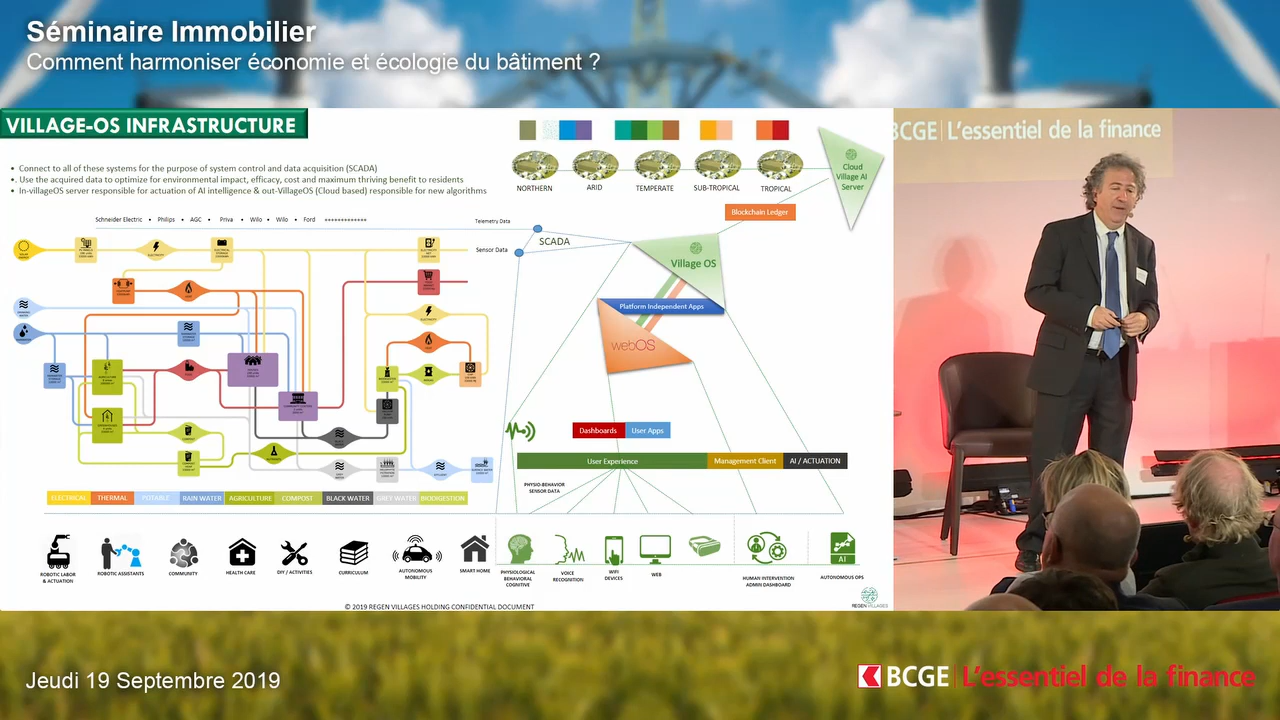 Séminaire Immobilier
Comment harmoniser économie et écologie du bâtiment ?
VILLAGE-OS INFRASTRUCTURE
• Connect to all of these systems for the purpose of system control and data acquisition (SCADA)
• Use the acquired data to optimize for environmental impact, efficacy, cost and maximum thriving benefit to residents
• In-villageOS server responsible for actuation of AI intelligence & out-VillageOS (Cloud based) responsible for new algorithms
NORTHERN
ARID
TEMPERATE
SUB-TROPICAL
TROPICAL
Cloud
Village AI
Server
Blockchain Ledger
Schneider Electric • Philips • AGC • Priva • Wilo • Wilo • Ford
Telemetry Data
Sensor Data
SCADA
Village OS
Platform Independent Apps
webOS
Dashboards
User Apps
User Experience
Management Client
AI / ACTUATION
PHYSIO-BEHAVIOR
SENSOR DATA
ELECTRICAL
THERMAL
POTABLE
RAIN WATER
AGRICULTURE
COMPOST
BLACK WATER
GREY WATER
BIODIGESTION
ROBOTIC LABOR
& ACTUATION
ROBOTIC ASSISTANTS
COMMUNITY
HEALTH CARE
DIY / ACTIVITIES
CURRICULUM
AUTONOMOUS
MOBILITY
SMART HOME
PHYSIOLOGICAL
BEHAVIORAL
COGNITIVE
VOICE
RECOGNITION
WIFI
DEVICES
WEB
HUMAN INTERVENTION
ADMIN DASHBOARD
AI
AUTONOMOUS OPS
© 2019 REGEN VILLAGES HOLDING CONFIDENTIAL DOCUMENT
REGEN VILLAGES
BCGE L'essentiel de la finance
Jeudi 19 Septembre 2019
BCGE L'essentiel de la finance